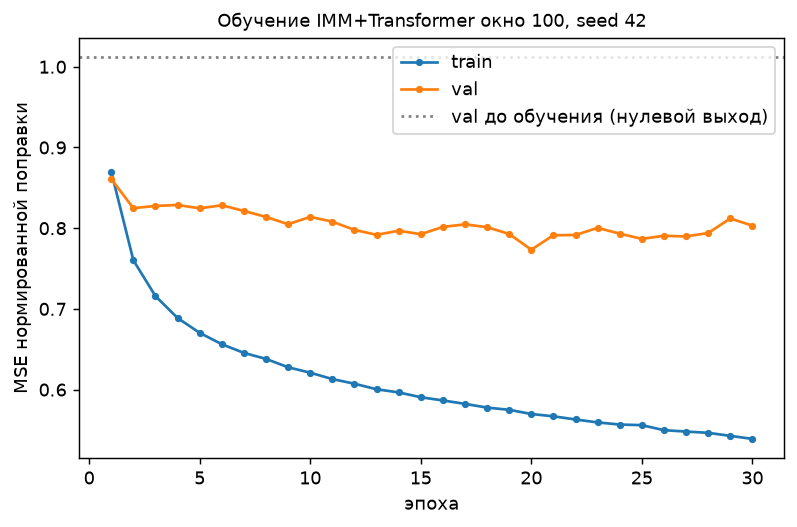 Обучение IMM+Transformer окно 100, seed 42
train
val
val до обучения (нулевой выход)
MSE нормированной поправки
1.0
0.9
0.8
0.7
0.6
0 5 10 15 20 25 30
эпоха